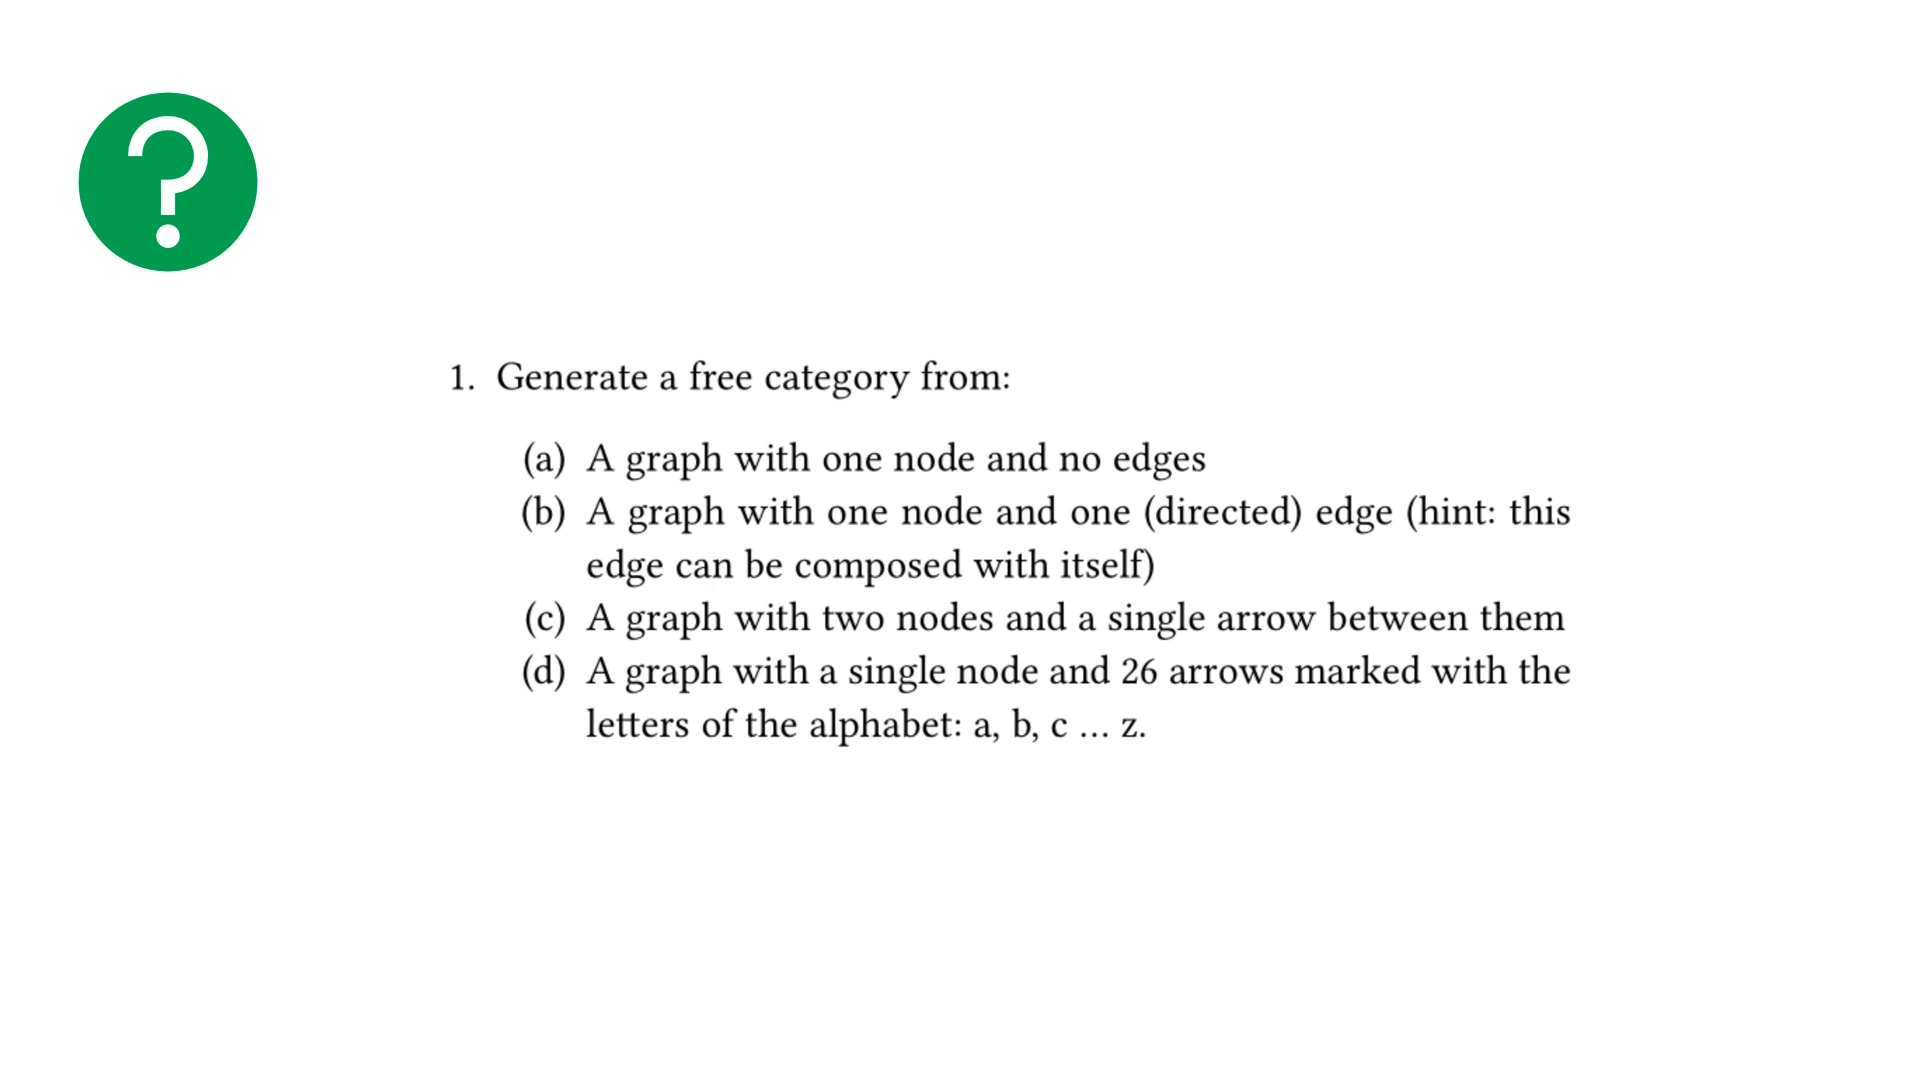 ?
1. Generate a free category from:
(a) A graph with one node and no edges
(b) A graph with one node and one (directed) edge (hint: this
edge can be composed with itself)
(c) A graph with two nodes and a single arrow between them
(d) A graph with a single node and 26 arrows marked with the
letters of the alphabet: a, b, c … z.